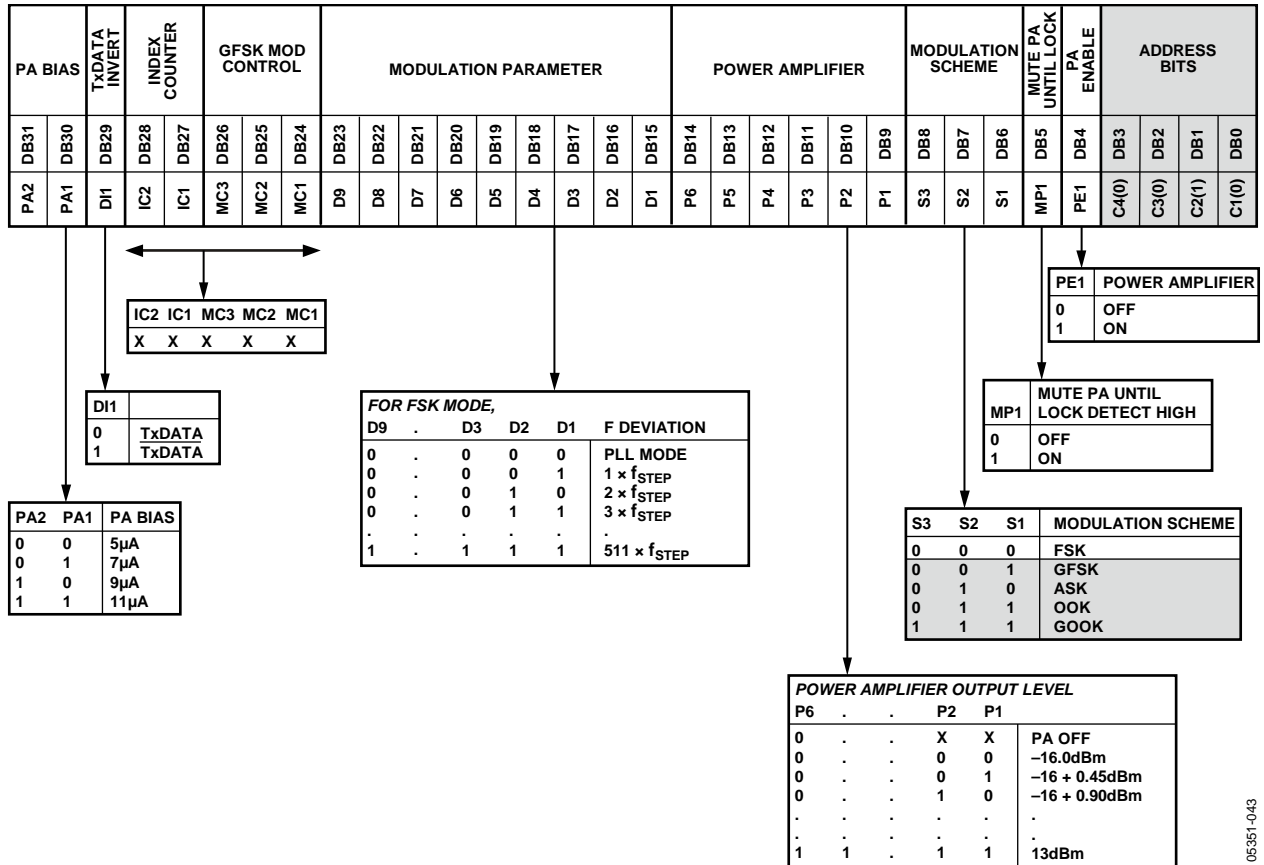 PA BIAS
TxDATA
INVERT
INDEX
COUNTER
GFSK MOD
CONTROL
MODULATION PARAMETER
POWER AMPLIFIER
MODULATION
SCHEME
MUTE PA
UNTIL LOCK
PA
ENABLE
ADDRESS
BITS
DB31 DB30 DB29 DB28 DB27 DB26 DB25 DB24 DB23 DB22 DB21 DB20 DB19 DB18 DB17 DB16 DB15 DB14 DB13 DB12 DB11 DB10 DB9 DB8 DB7 DB6 DB5 DB4 DB3 DB2 DB1 DB0
PA2 PA1 DI1 IC2 IC1 MC3 MC2 MC1 D9 D8 D7 D6 D5 D4 D3 D2 D1 P6 P5 P4 P3 P2 P1 S3 S2 S1 MP1 PE1 C4(0) C3(0) C2(1) C1(0)
PE1 POWER AMPLIFIER
0 OFF
1 ON
IC2 IC1 MC3 MC2 MC1
X X X X X
MP1 MUTE PA UNTIL
LOCK DETECT HIGH
0 OFF
1 ON
DI1
0 TxDATA
1 TxDATA
FOR FSK MODE,
D9 . D3 D2 D1 F DEVIATION
0 . 0 0 0 PLL MODE
0 . 0 0 1 1 × fSTEP
0 . 0 1 0 2 × fSTEP
0 . 0 1 1 3 × fSTEP
. . . . . .
1 . 1 1 1 511 × fSTEP
PA2 PA1 PA BIAS
0 0 5µA
0 1 7µA
1 0 9µA
1 1 11µA
S3 S2 S1 MODULATION SCHEME
0 0 0 FSK
0 0 1 GFSK
0 1 0 ASK
0 1 1 OOK
1 1 1 GOOK
POWER AMPLIFIER OUTPUT LEVEL
P6 . . P2 P1
0 . . X X PA OFF
0 . . 0 0 –16.0dBm
0 . . 0 1 –16 + 0.45dBm
0 . . 1 0 –16 + 0.90dBm
. . . . . .
. . . . . .
1 1 . 1 1 13dBm
05351-043